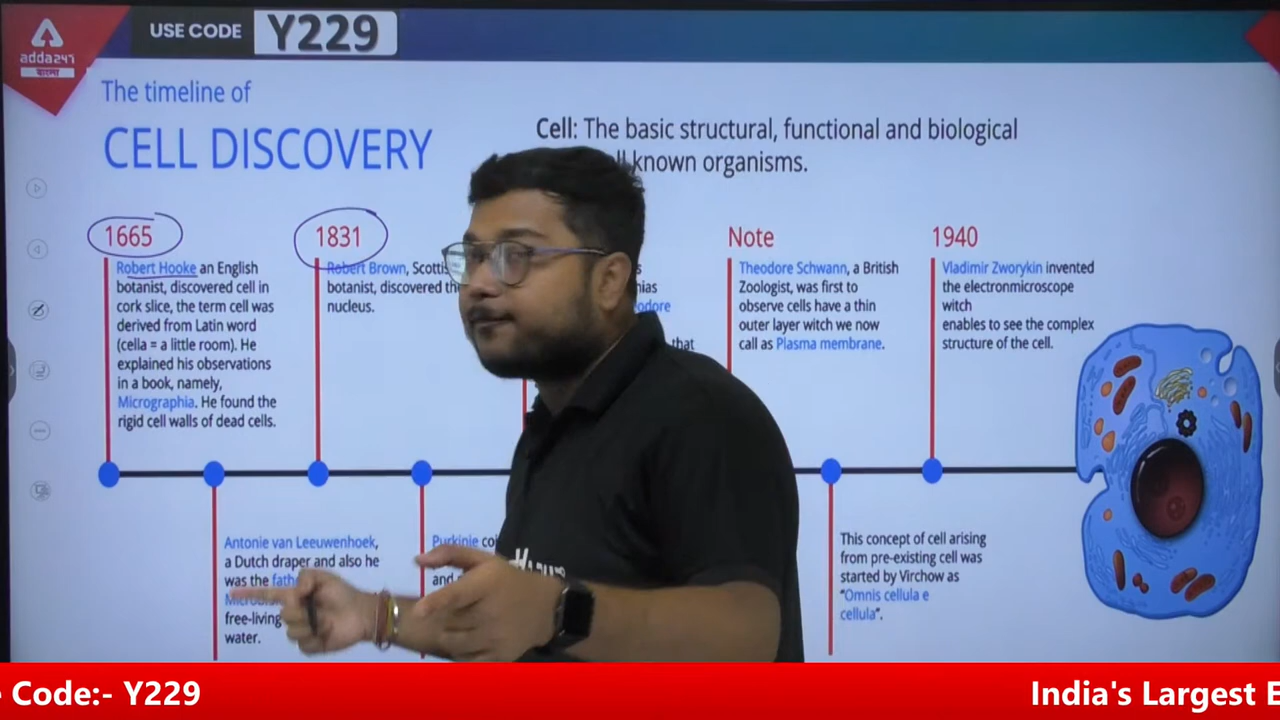 adda247
বাংলা
USE CODE
Y229
The timeline of
CELL DISCOVERY
Cell: The basic structural, functional and biological
known organisms.
1665
Robert Hooke an English
botanist, discovered cell in
cork slice, the term cell was
derived from Latin word
(cella = a little room). He
explained his observations
in a book, namely,
Micrographia. He found the
rigid cell walls of dead cells.
1831
Robert Brown,
botanist, discovered
nucleus.
that
Note
Theodore Schwann, a British
Zoologist, was first to
observe cells have a thin
outer layer witch we now
call as Plasma membrane.
1940
Vladimir Zworykin invented
the electronmicroscope
witch
enables to see the complex
structure of the cell.
Antonie van Leeuwenhoek,
a Dutch draper and also he
was the
free-living
water.
Purkinje
This concept of cell arising
from pre-existing cell was
started by Virchow as
"Omnis cellula e
cellula".
Code:- Y229
India's Largest